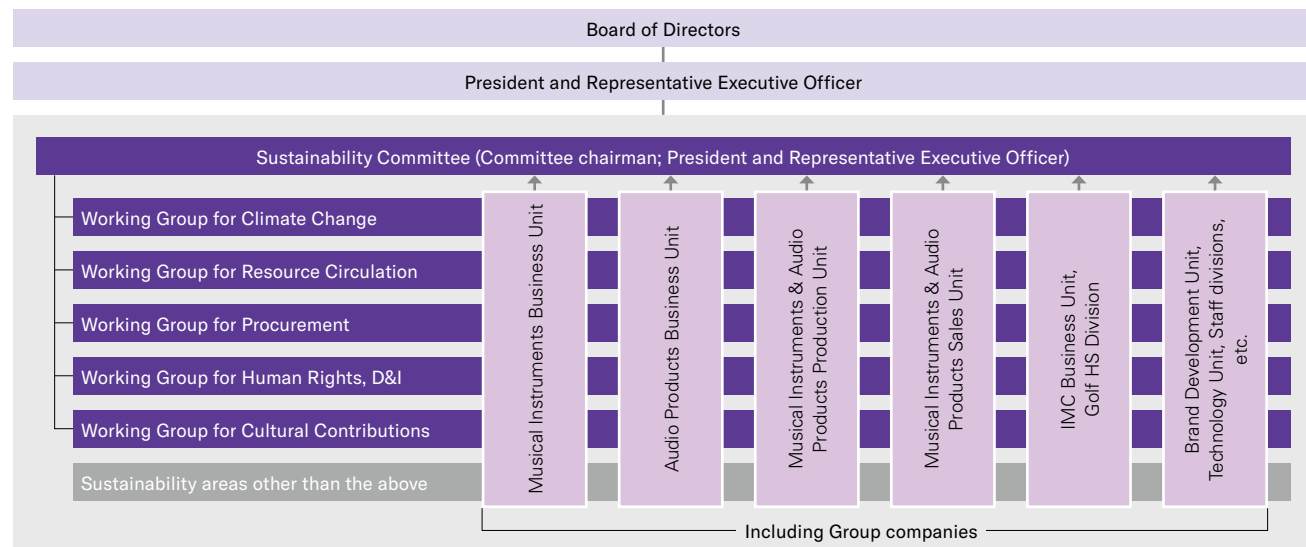 Board of Directors
President and Representative Executive Officer
Sustainability Committee (Committee chairman; President and Representative Executive Officer)
Working Group for Climate Change
Working Group for Resource Circulation
Working Group for Procurement
Working Group for Human Rights, D&I
Working Group for Cultural Contributions
Sustainability areas other than the above
Musical Instruments Business Unit
Audio Products Business Unit
Musical Instruments & Audio
Products Production Unit
Musical Instruments & Audio
Products Sales Unit
IMC Business Unit,
Golf HS Division
Brand Development Unit,
Technology Unit, Staff divisions,
etc.
Including Group companies